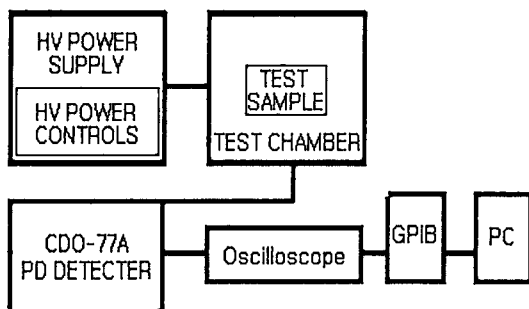 HV POWER
SUPPLY
HV POWER
CONTROLS
TEST
SAMPLE
TEST CHAMBER
CDO-77A
PD DETECTER
Oscilloscope
GPIB
PC